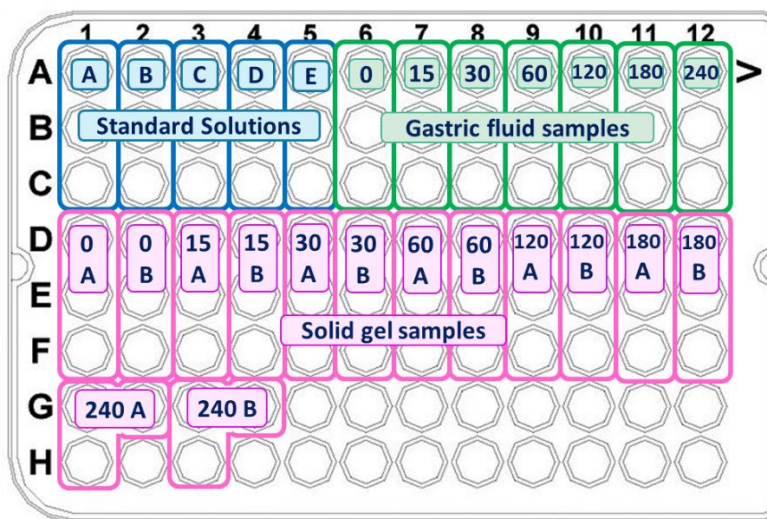 1 2 3 4 5 6 7 8 9 10 11 12
A A B C D E 0 15 30 60 120 180 240 >
B Standard Solutions Gastric fluid samples
C
D 0 A 0 B 15 A 15 B 30 A 30 B 60 A 60 B 120 A 120 B 180 A 180 B
E
F Solid gel samples
G 240 A 240 B
H